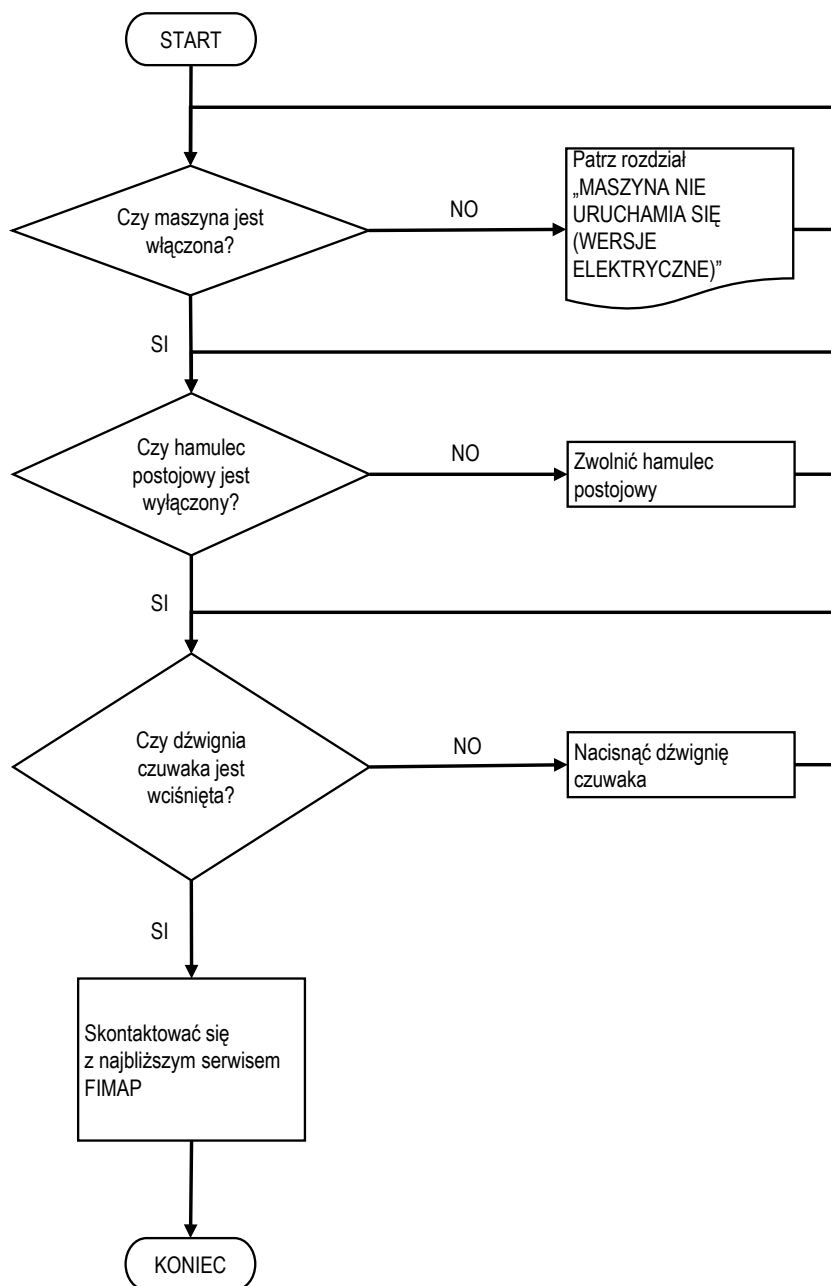 START
Czy maszyna jest
włączona?
NO
Patrz rozdział
„MASZYNA NIE
URUCHAMIA SIĘ
(WERSJE
ELEKTRYCZNE)”
SI
Czy hamulec
postojowy jest
wyłączony?
NO
Zwolnić hamulec
postojowy
SI
Czy dźwignia
czuwaka jest
wciśnięta?
NO
Nacisnąć dźwignię
czuwaka
SI
Skontaktować się
z najbliższym serwisem
FIMAP
KONIEC